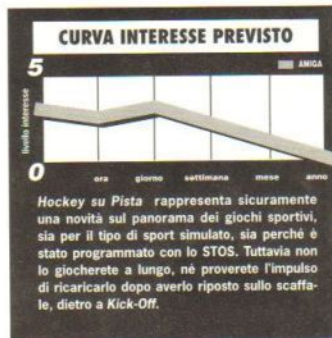 CURVA INTERESSE PREVISTO
5
AMIGA
livello interesse
0
ora giorno settimana mese anno
Hockey su Pista rappresenta sicuramente
una novità sul panorama dei giochi sportivi,
sia per il tipo di sport simulato, sia perché è
stato programmato con lo STOS. Tuttavia non
lo giocherete a lungo, né proverete l'impulso
di ricaricarlo dopo averlo riposto sullo scaffa-
le, dietro a Kick-Off.